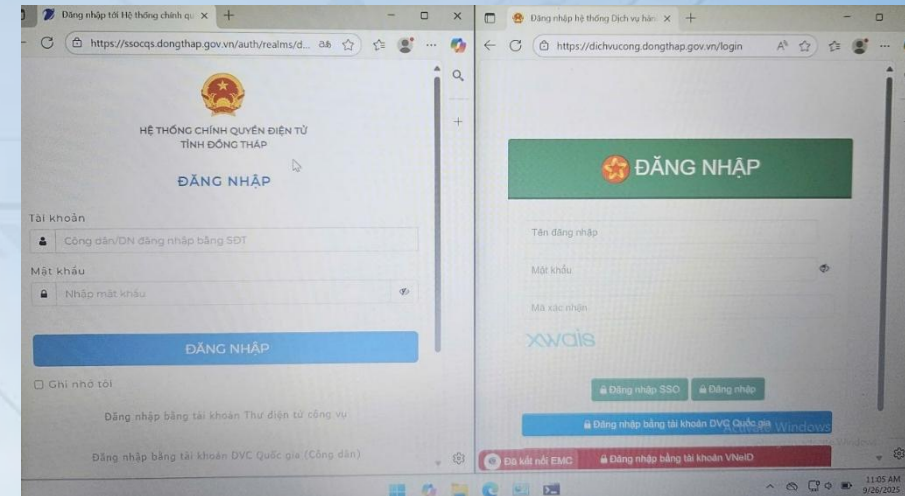 Đăng nhập tới Hệ thống chính qu
https://ssocqs.dongthap.gov.vn/auth/realms/d...
HỆ THỐNG CHÍNH QUYỀN ĐIỆN TỬ
TỈNH ĐỒNG THÁP
ĐĂNG NHẬP
Tài khoản
Công dân/DN đăng nhập bằng SĐT
Mật khẩu
Nhập mật khẩu
ĐĂNG NHẬP
Ghi nhớ tôi
Đăng nhập bằng tài khoản Thư điện tử công vụ
Đăng nhập bằng tài khoản DVC Quốc gia (Công dân)
Đăng nhập hệ thống Dịch vụ hàn
https://dichvucong.dongthap.gov.vn/login
ĐĂNG NHẬP
Tên đăng nhập
Mật khẩu
Mã xác nhận
xwais
Đăng nhập SSO
Đăng nhập
Đăng nhập bằng tài khoản DVC Quốc gia
Activate Windows
Đã kết nối EMC
Đăng nhập bằng tài khoản VNeID
11:05 AM
9/26/2025